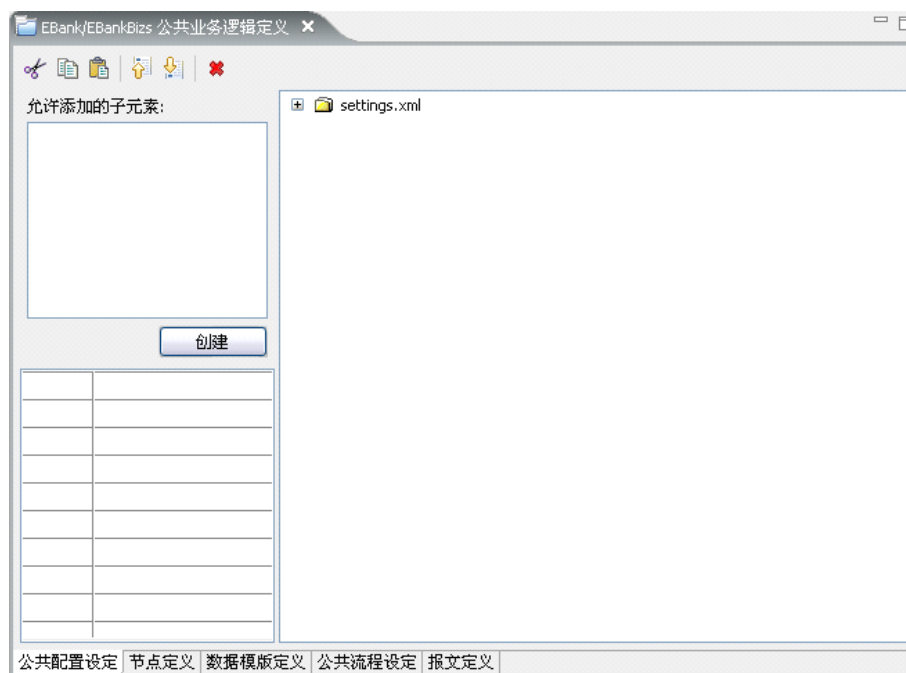 EBank/EBankBizs 公共业务逻辑定义
允许添加的子元素:
settings.xml
创建
公共配置设定 节点定义 数据模版定义 公共流程设定 报文定义